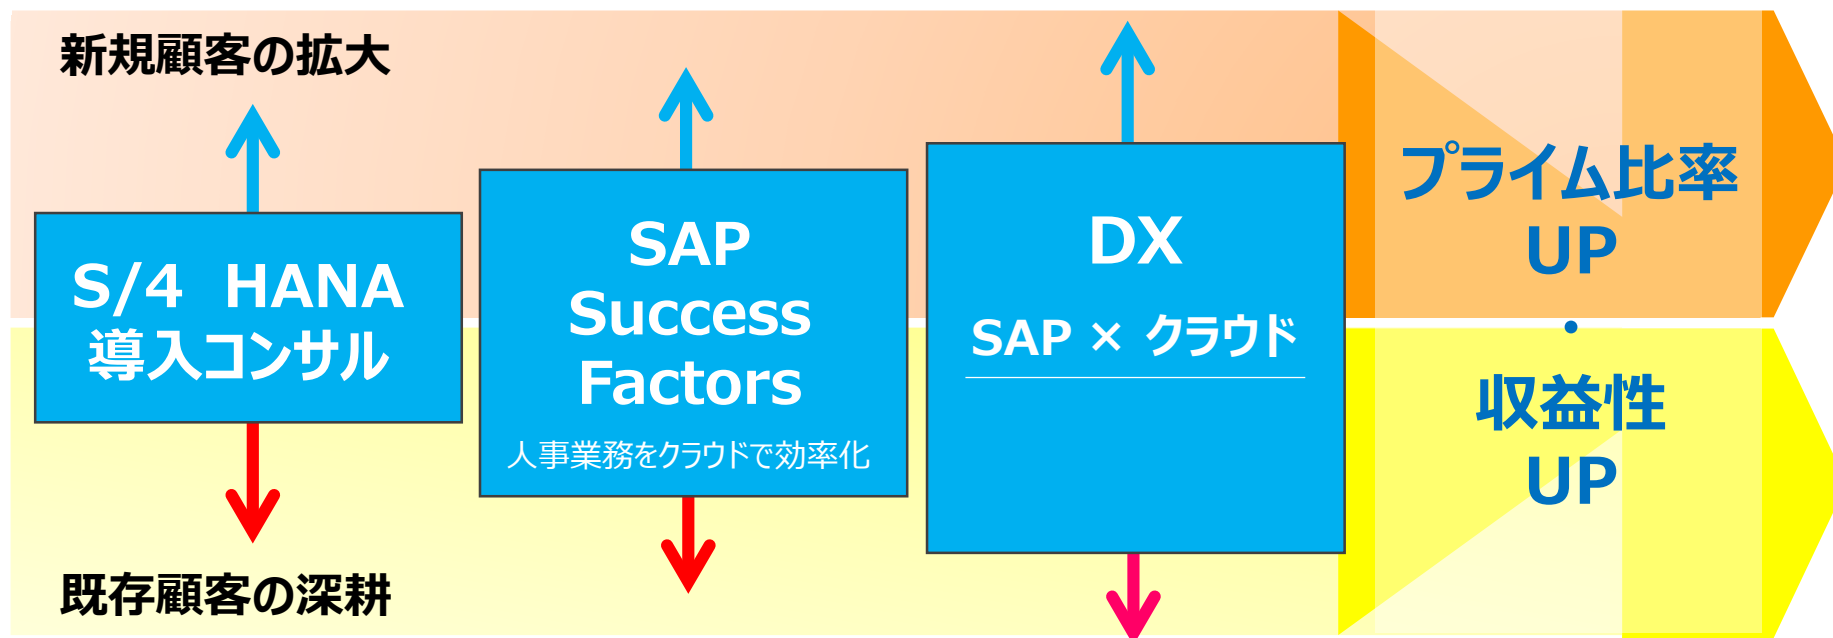 新規顧客の拡大
S/4 HANA
導入コンサル
SAP
Success
Factors
人事業務をクラウドで効率化
DX
SAP × クラウド
プライム比率
UP
・
収益性
UP
既存顧客の深耕